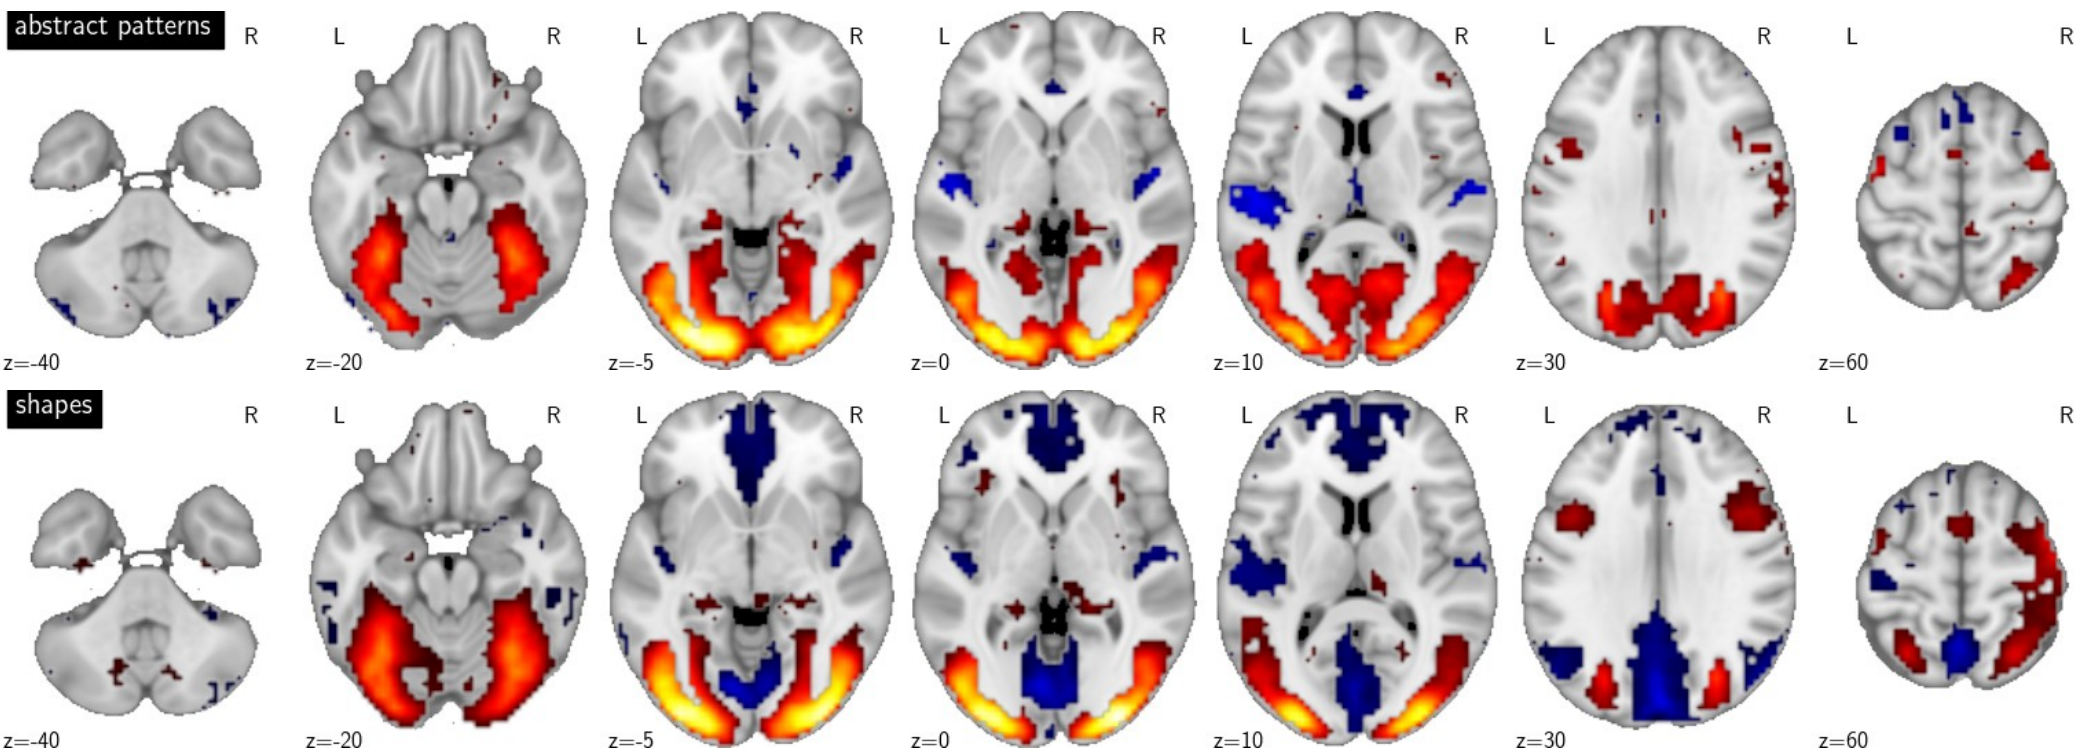 abstract patterns R L R L R L R L R L R L R
z=-40 z=-20 z=-5 z=0 z=10 z=30 z=60
shapes R L R L R L R L R L R L R
z=-40 z=-20 z=-5 z=0 z=10 z=30 z=60